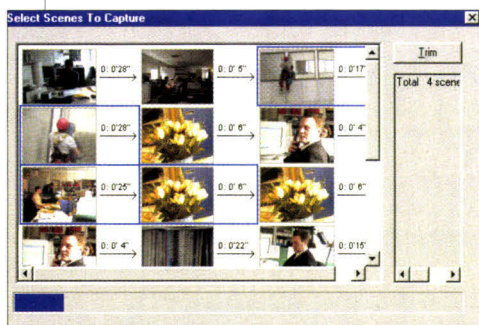 Select Scenes To Capture
Trim
0: 0'28"
0: 0' 5"
0: 0'17"
Total 4 scene
0: 0'28"
0: 0' 6"
0: 0' 4"
0: 0'25"
0: 0' 6"
0: 0' 6"
0: 0' 4"
0: 0'22"
0: 0'15"